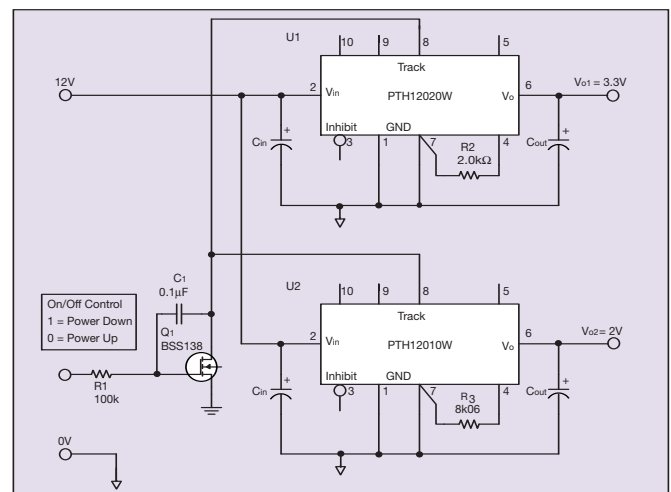 U1
10
9
8
5
Track
12V
2
Vin
PTH12020W
Vo
6
Vo1 = 3.3V
Inhibit
GND
3
1
7
R2
2.0kΩ
4
Cin
+
Cout
+
C1
0.1µF
On/Off Control
1 = Power Down
0 = Power Up
Q1
BSS138
R1
100k
0V
U2
10
9
8
5
Track
2
Vin
PTH12010W
Vo
6
Vo2 = 2V
Inhibit
GND
3
1
7
R3
8k06
4
Cin
+
Cout
+